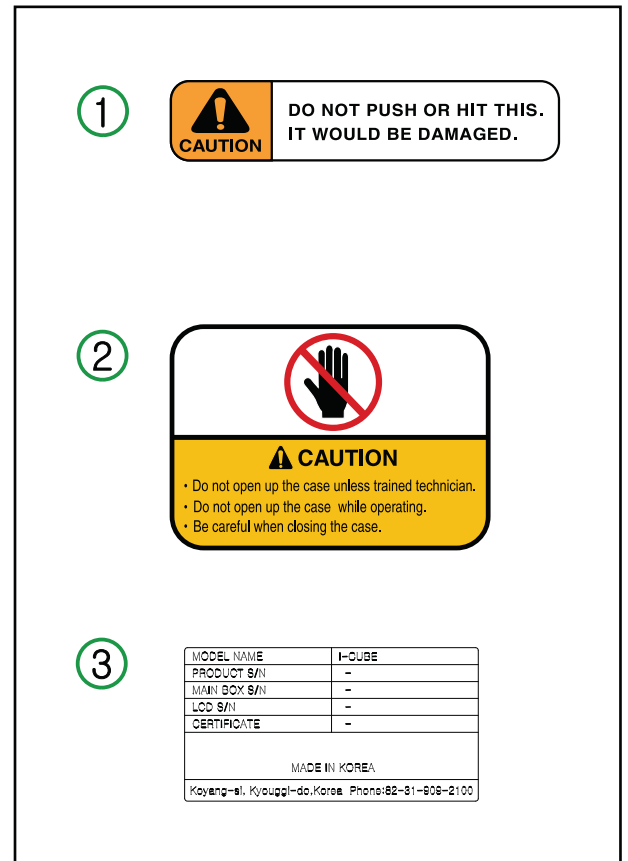 1
DO NOT PUSH OR HIT THIS.
IT WOULD BE DAMAGED.
CAUTION
2
CAUTION
• Do not open up the case unless trained technician.
• Do not open up the case while operating.
• Be careful when closing the case.
3
MODEL NAME I-CUBE
PRODUCT S/N -
MAIN BOX S/N -
LCD S/N -
CERTIFICATE -
MADE IN KOREA
Koyang-si, Kyouggi-do,Korea Phone:82-31-909-2100